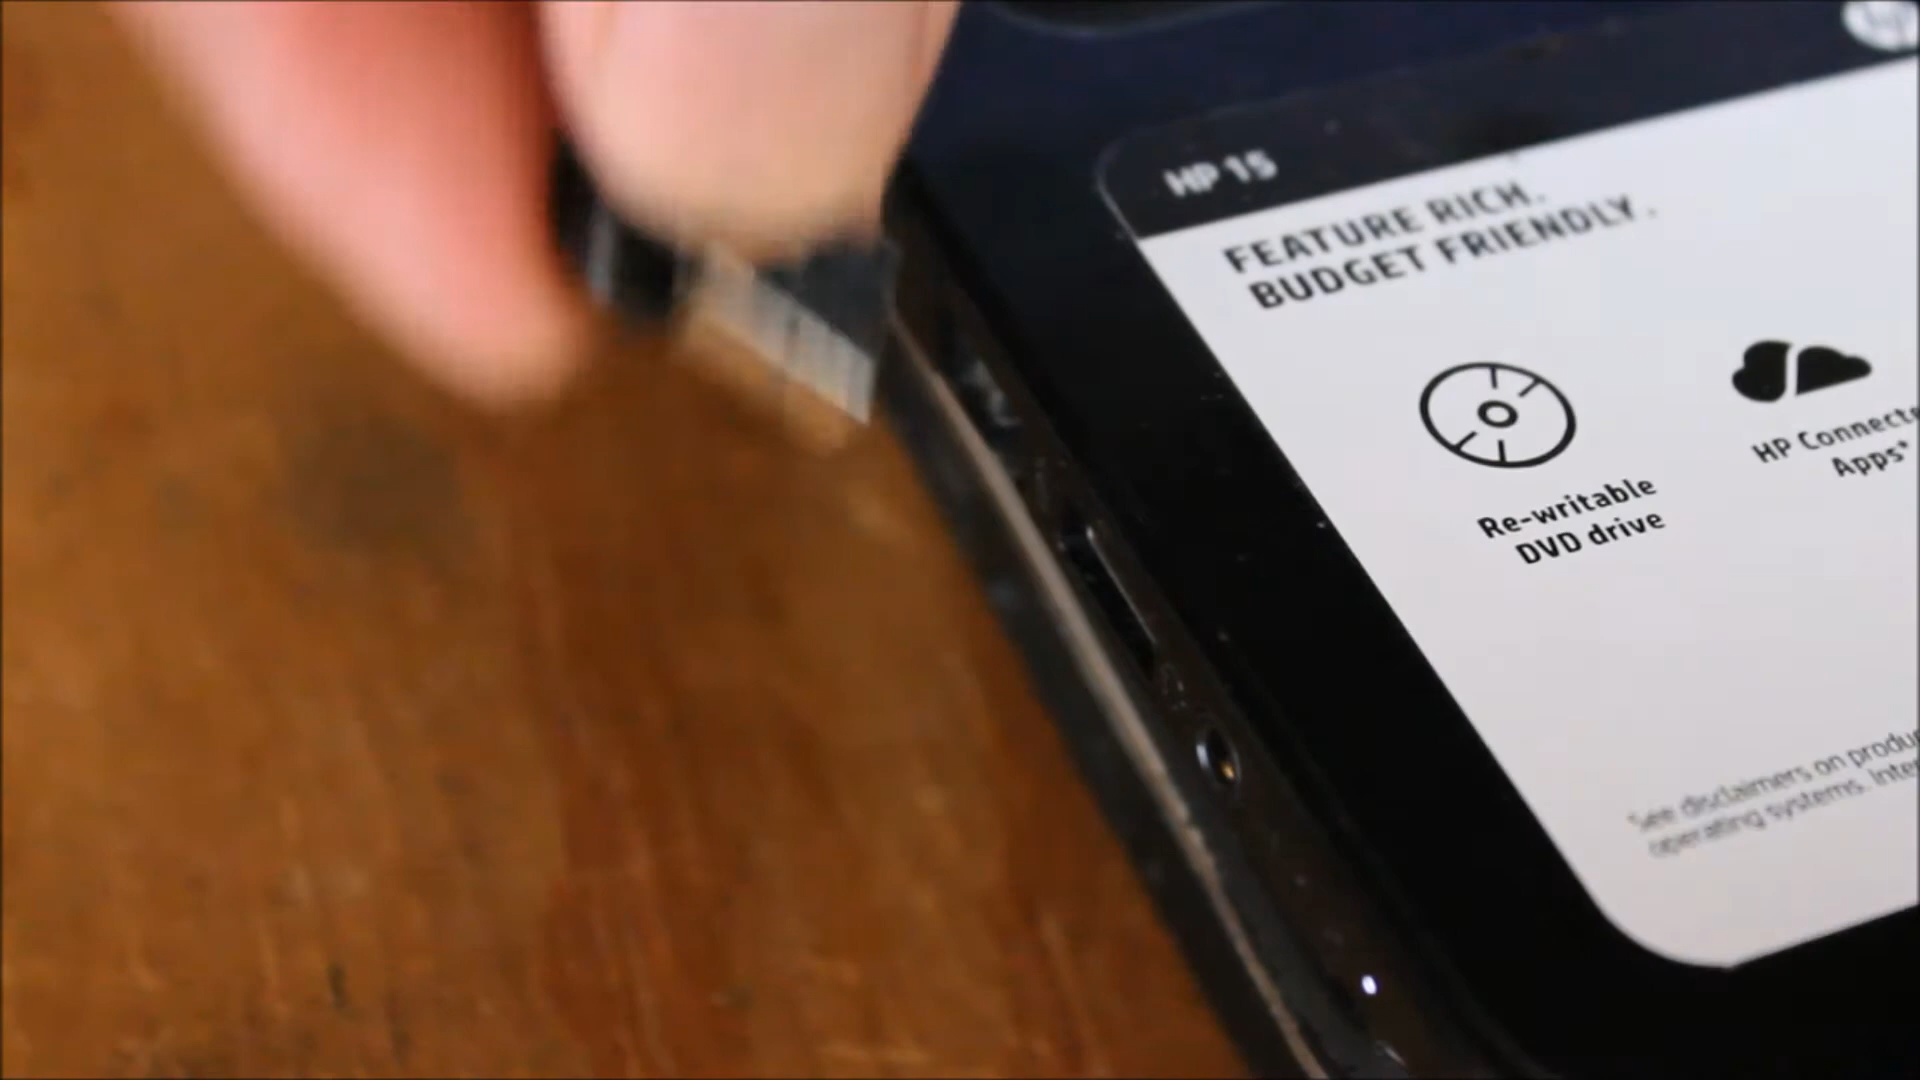 HP 15
FEATURE RICH.
BUDGET FRIENDLY.
Re-writable
DVD drive
HP Connecte
Apps*
See disclaimers on produ
operating systems. Inte